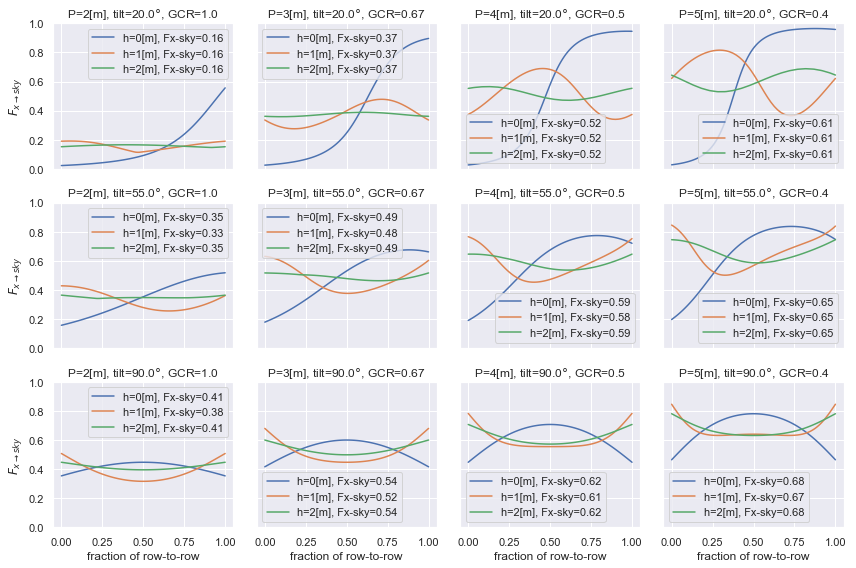 P=2[m], tilt=20.0°, GCR=1.0
P=3[m], tilt=20.0°, GCR=0.67
P=4[m], tilt=20.0°, GCR=0.5
P=5[m], tilt=20.0°, GCR=0.4
1.0
0.8
0.6
0.4
0.2
0.0
Fx→sky
h=0[m], Fx-sky=0.16
h=1[m], Fx-sky=0.16
h=2[m], Fx-sky=0.16
h=0[m], Fx-sky=0.37
h=1[m], Fx-sky=0.37
h=2[m], Fx-sky=0.37
h=0[m], Fx-sky=0.52
h=1[m], Fx-sky=0.52
h=2[m], Fx-sky=0.52
h=0[m], Fx-sky=0.61
h=1[m], Fx-sky=0.61
h=2[m], Fx-sky=0.61
P=2[m], tilt=55.0°, GCR=1.0
P=3[m], tilt=55.0°, GCR=0.67
P=4[m], tilt=55.0°, GCR=0.5
P=5[m], tilt=55.0°, GCR=0.4
1.0
0.8
0.6
0.4
0.2
0.0
Fx→sky
h=0[m], Fx-sky=0.35
h=1[m], Fx-sky=0.33
h=2[m], Fx-sky=0.35
h=0[m], Fx-sky=0.49
h=1[m], Fx-sky=0.48
h=2[m], Fx-sky=0.49
h=0[m], Fx-sky=0.59
h=1[m], Fx-sky=0.58
h=2[m], Fx-sky=0.59
h=0[m], Fx-sky=0.65
h=1[m], Fx-sky=0.65
h=2[m], Fx-sky=0.65
P=2[m], tilt=90.0°, GCR=1.0
P=3[m], tilt=90.0°, GCR=0.67
P=4[m], tilt=90.0°, GCR=0.5
P=5[m], tilt=90.0°, GCR=0.4
1.0
0.8
0.6
0.4
0.2
0.0
Fx→sky
h=0[m], Fx-sky=0.41
h=1[m], Fx-sky=0.38
h=2[m], Fx-sky=0.41
h=0[m], Fx-sky=0.54
h=1[m], Fx-sky=0.52
h=2[m], Fx-sky=0.54
h=0[m], Fx-sky=0.62
h=1[m], Fx-sky=0.61
h=2[m], Fx-sky=0.62
h=0[m], Fx-sky=0.68
h=1[m], Fx-sky=0.67
h=2[m], Fx-sky=0.68
0.00 0.25 0.50 0.75 1.00
0.00 0.25 0.50 0.75 1.00
0.00 0.25 0.50 0.75 1.00
0.00 0.25 0.50 0.75 1.00
fraction of row-to-row
fraction of row-to-row
fraction of row-to-row
fraction of row-to-row